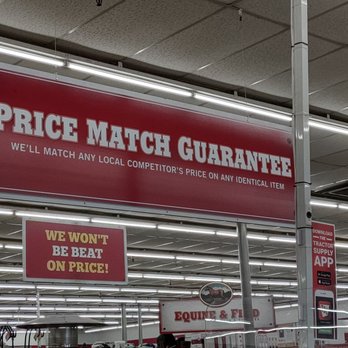 PRICE MATCH GUARANTEE
WE'LL MATCH ANY LOCAL COMPETITOR'S PRICE ON ANY IDENTICAL ITEM
WE WON'T
BE BEAT
ON PRICE!
DOWNLOAD
THE
TRACTOR
SUPPLY
APP
EQUINE & FEED